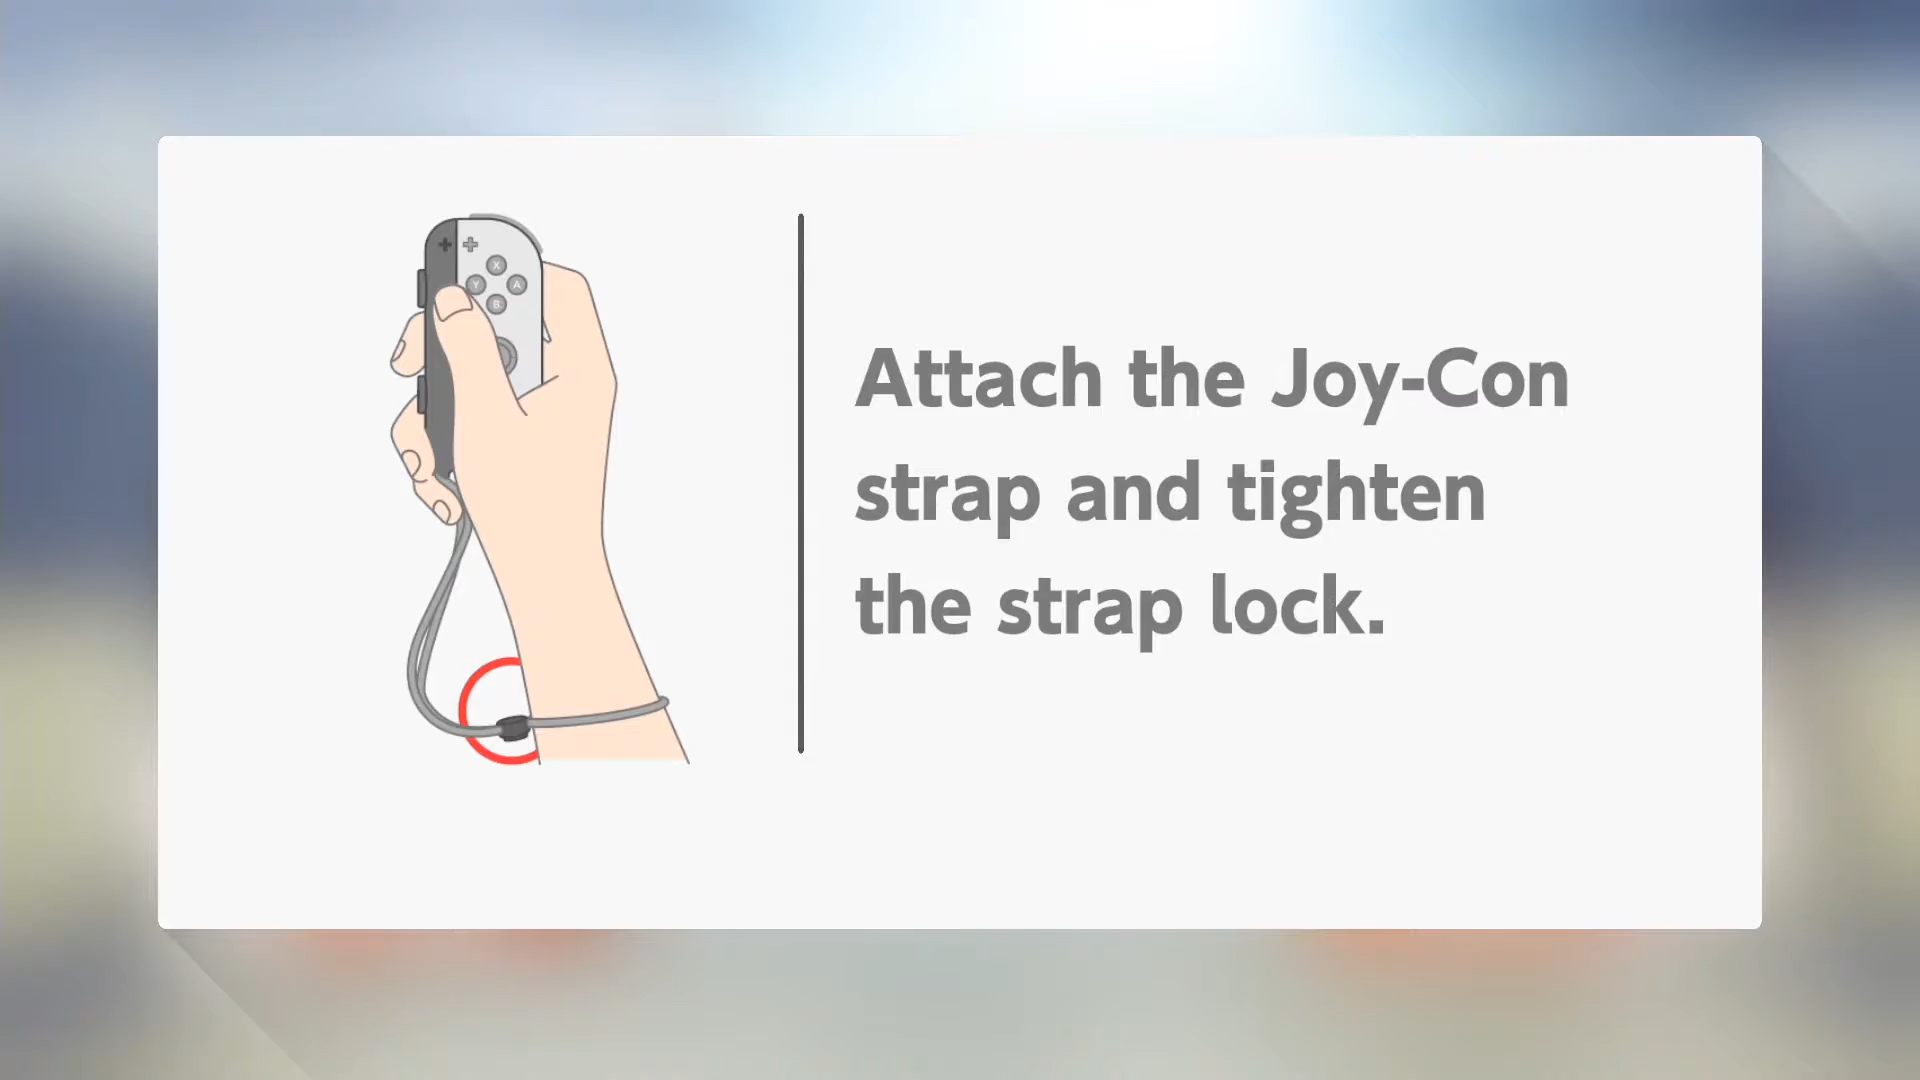 X
Y
A
B
Attach the Joy-Con
strap and tighten
the strap lock.